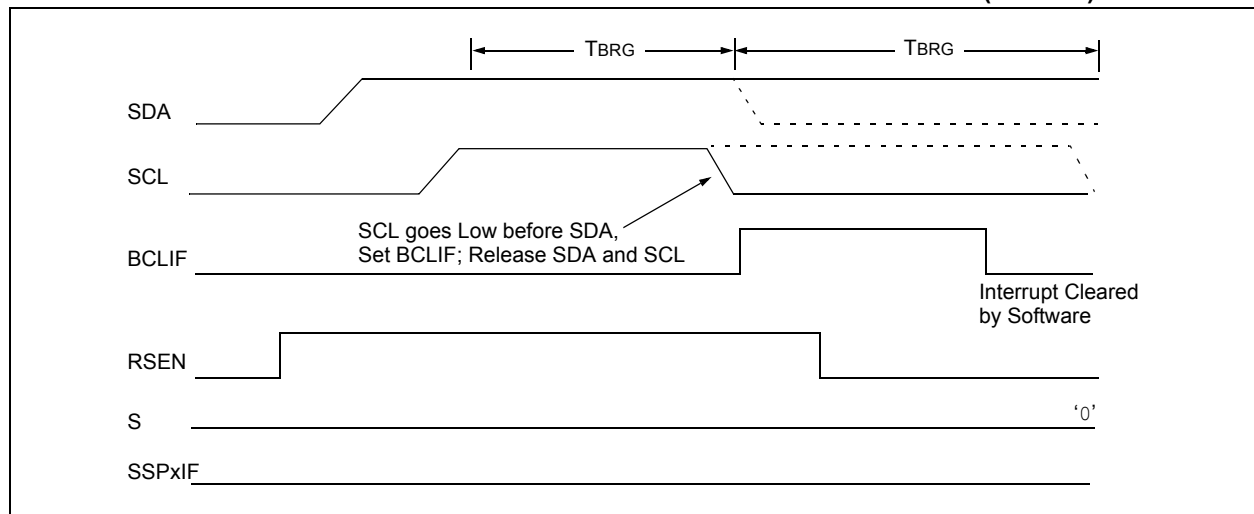 TBRG TBRG
SDA
SCL
SCL goes Low before SDA,
Set BCLIF; Release SDA and SCL
BCLIF
Interrupt Cleared
by Software
RSEN
S '0'
SSPxIF